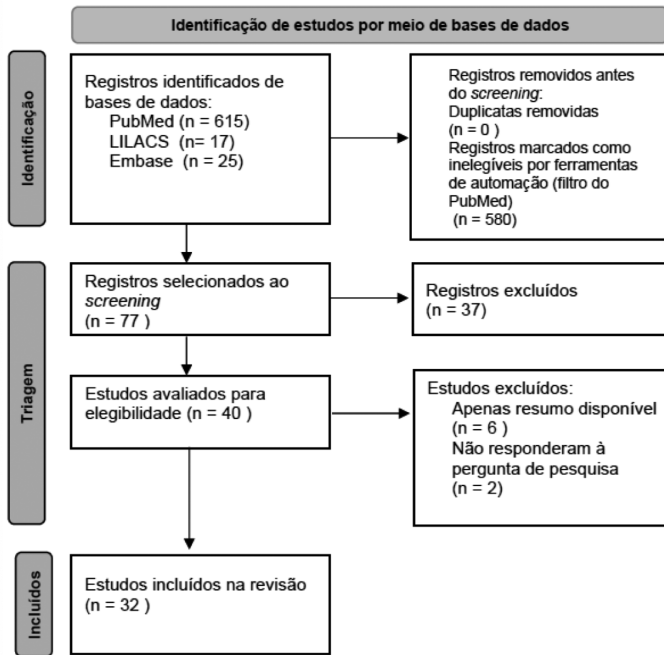 Identificação de estudos por meio de bases de dados
Identificação
Registros identificados de
bases de dados:
PubMed (n = 615)
LILACS (n= 17)
Embase (n = 25)
Registros removidos antes
do screening:
Duplicatas removidas
(n = 0 )
Registros marcados como
inelegíveis por ferramentas
de automação (filtro do
PubMed)
(n = 580)
Triagem
Registros selecionados ao
screening
(n = 77 )
Registros excluídos
(n = 37)
Estudos avaliados para
elegibilidade (n = 40 )
Estudos excluídos:
Apenas resumo disponível
(n = 6 )
Não responderam à
pergunta de pesquisa
(n = 2)
Incluídos
Estudos incluídos na revisão
(n = 32 )